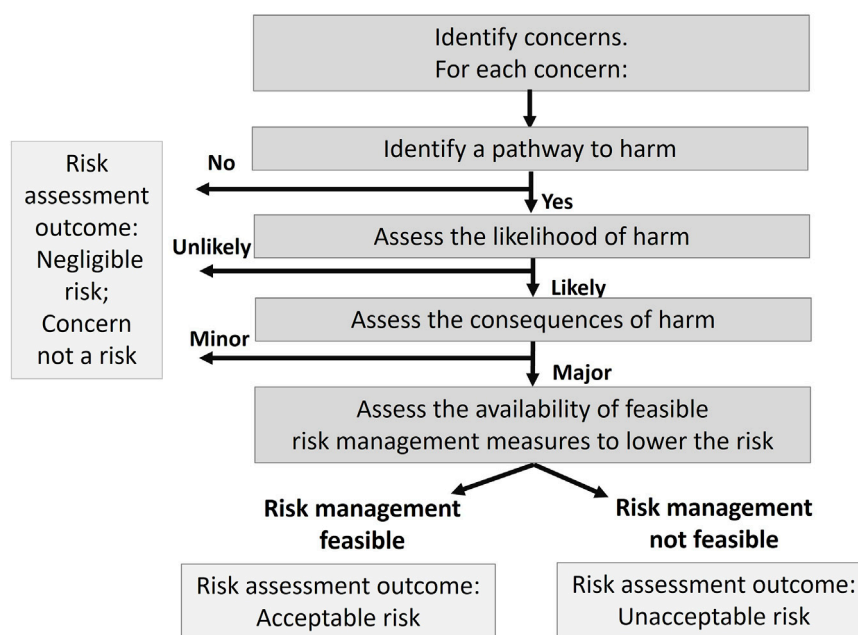 Identify concerns.
For each concern:
Identify a pathway to harm
No
Yes
Risk
assessment
outcome:
Negligible
risk;
Concern
not a risk
Assess the likelihood of harm
Unlikely
Likely
Assess the consequences of harm
Minor
Major
Assess the availability of feasible
risk management measures to lower the risk
Risk management
feasible
Risk management
not feasible
Risk assessment outcome:
Acceptable risk
Risk assessment outcome:
Unacceptable risk